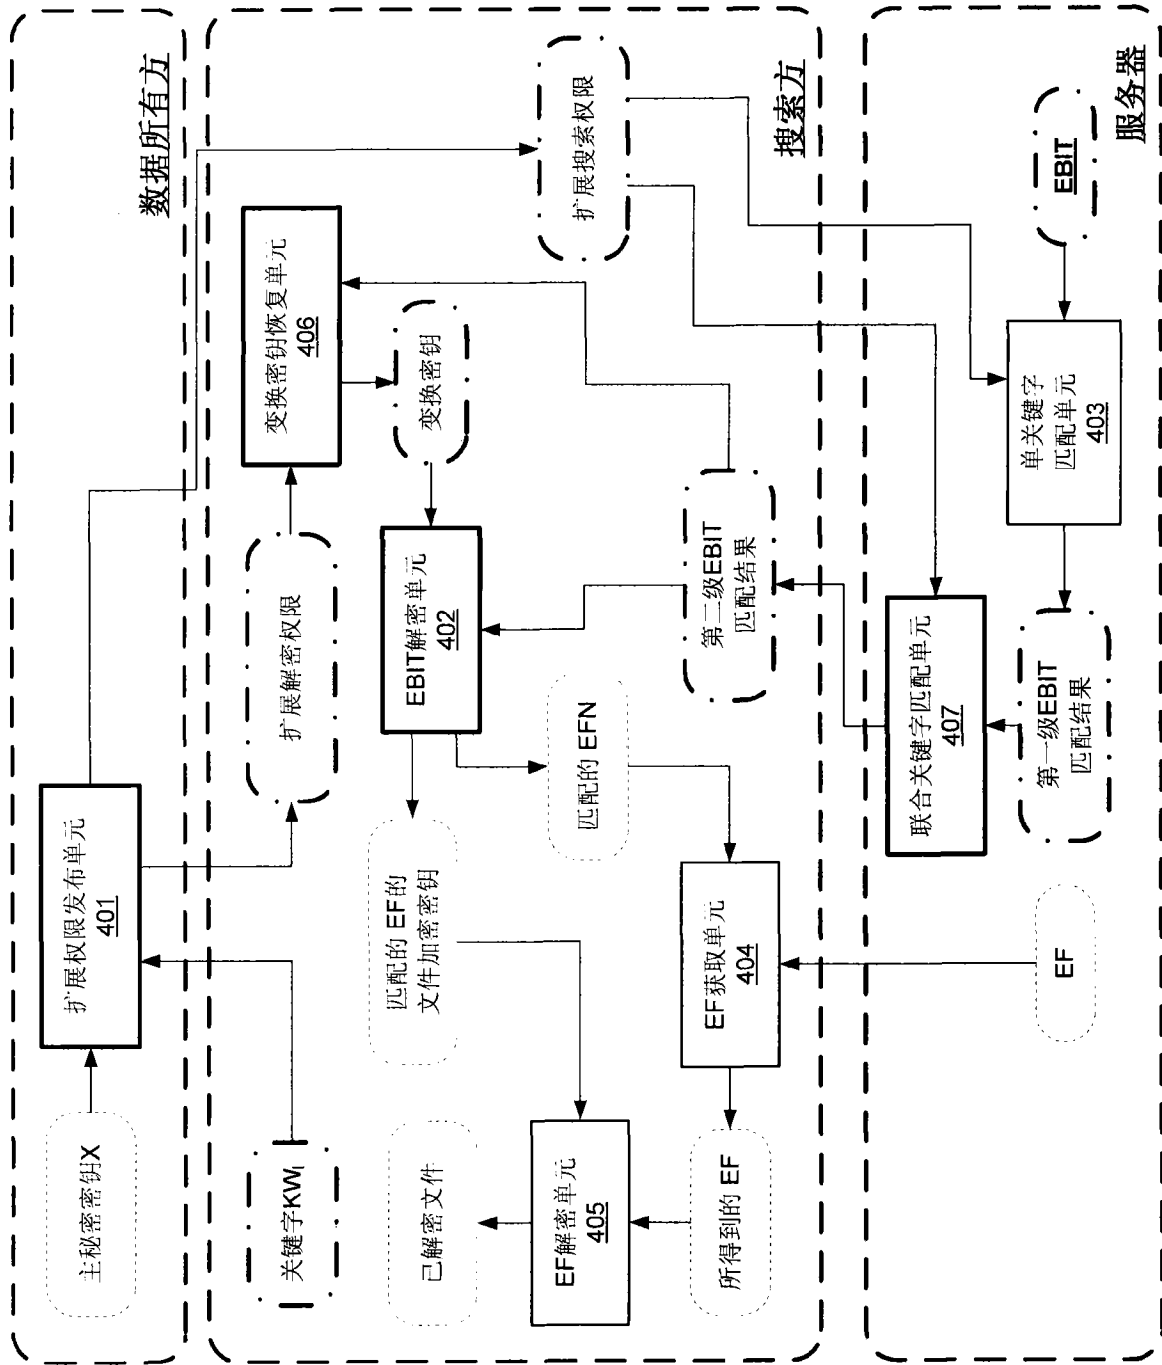 数据所有方
主秘密密钥X
扩展权限发布单元
401
搜索方
关键字KWl
扩展解密权限
变换密钥恢复单元
406
变换密钥
扩展搜索权限
已解密文件
匹配的 EF的
文件加密密钥
EBIT解密单元
402
匹配的 EFN
EF解密单元
405
所得到的 EF
EF获取单元
404
第二级EBIT
匹配结果
服务器
EF
联合关键字匹配单元
407
第一级EBIT
匹配结果
单关键字
匹配单元
403
EBIT